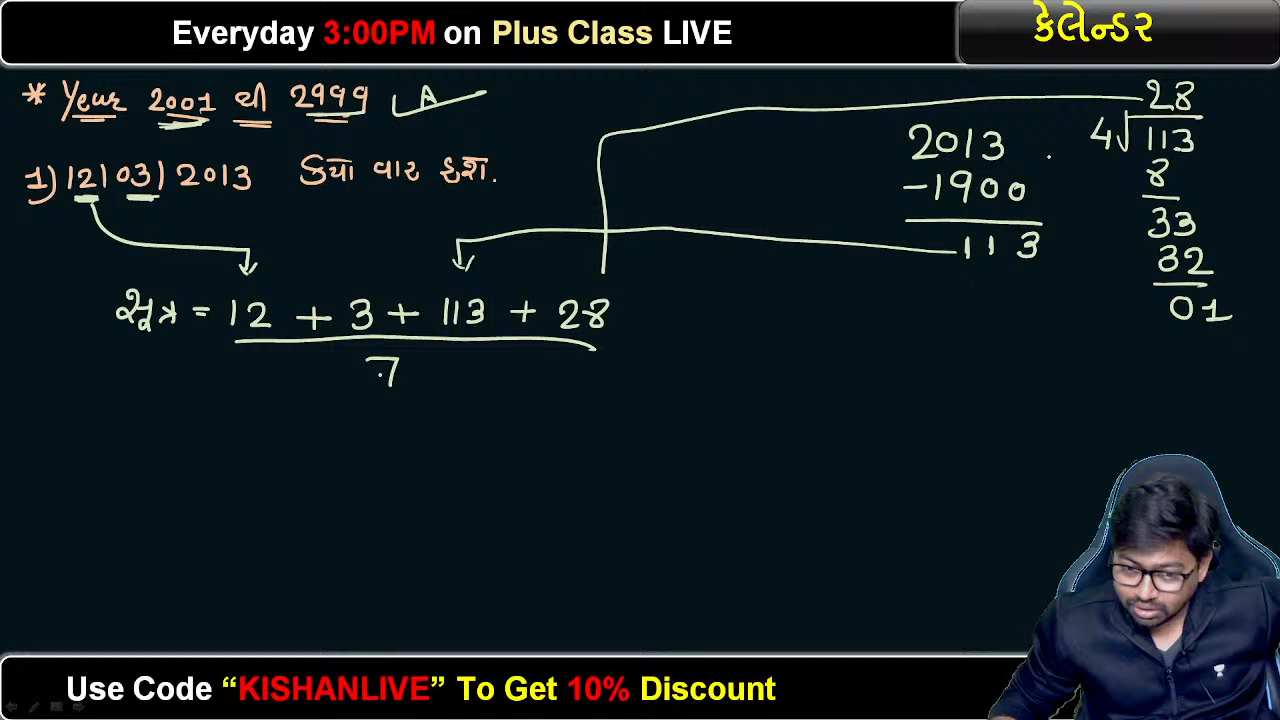 Everyday 3:00PM on Plus Class LIVE
કેલેન્ડર
* Year 2001 થી 2999 A
1) 12|03|2013 કયો વાર હશે.
2013
-1900
113
28
4√113
8
33
32
01
સૂત્ર = 12 + 3 + 113 + 28
7
Use Code “KISHANLIVE” To Get 10% Discount